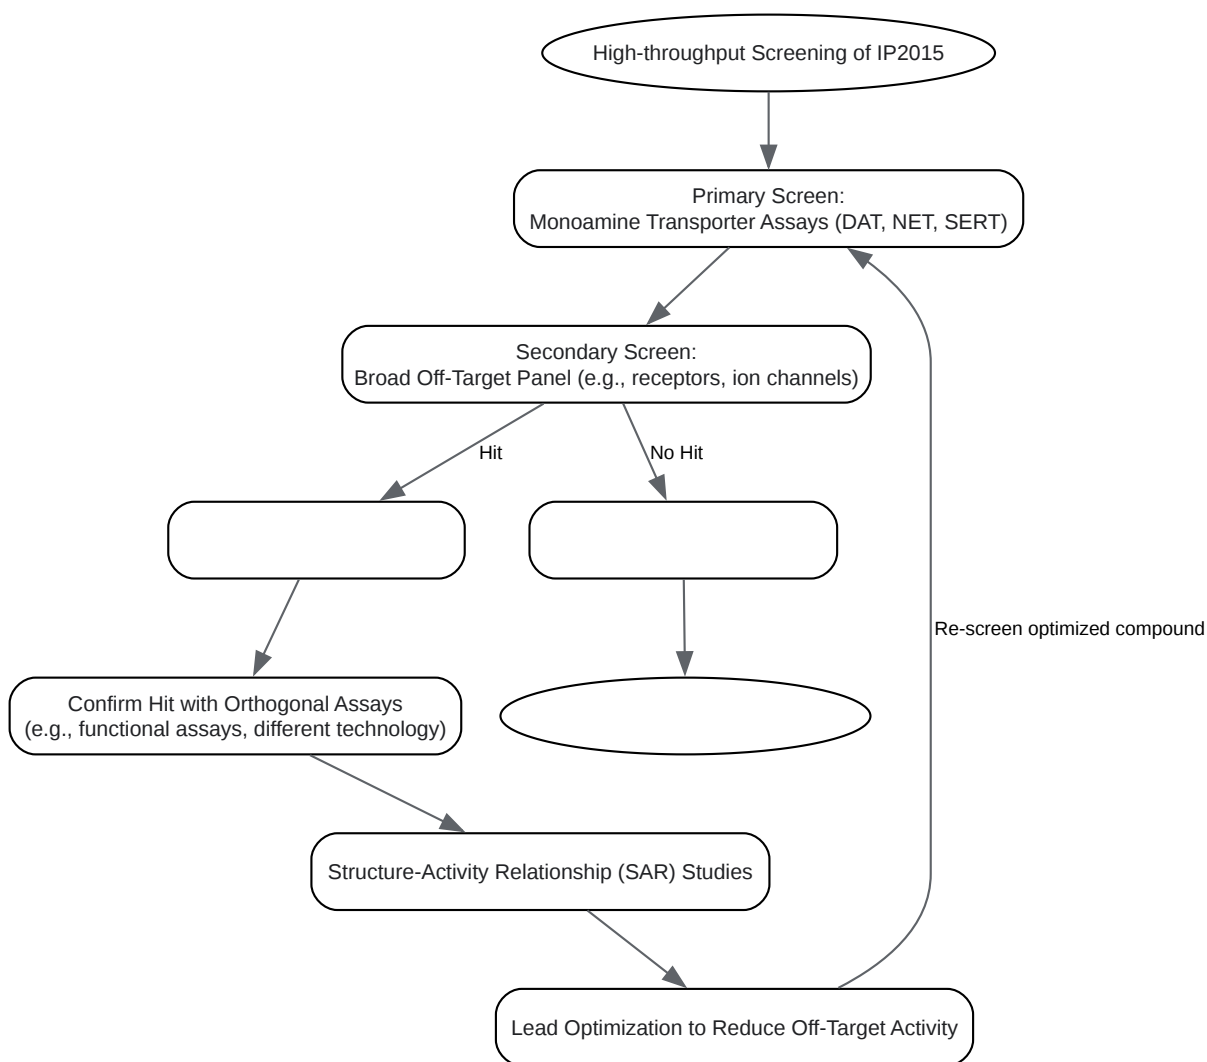 High-throughput Screening of IP2015
Primary Screen:
Monoamine Transporter Assays (DAT, NET, SERT)
Secondary Screen:
Broad Off-Target Panel (e.g., receptors, ion channels)
Hit
No Hit
Re-screen optimized compound
Confirm Hit with Orthogonal Assays
(e.g., functional assays, different technology)
Structure-Activity Relationship (SAR) Studies
Lead Optimization to Reduce Off-Target Activity